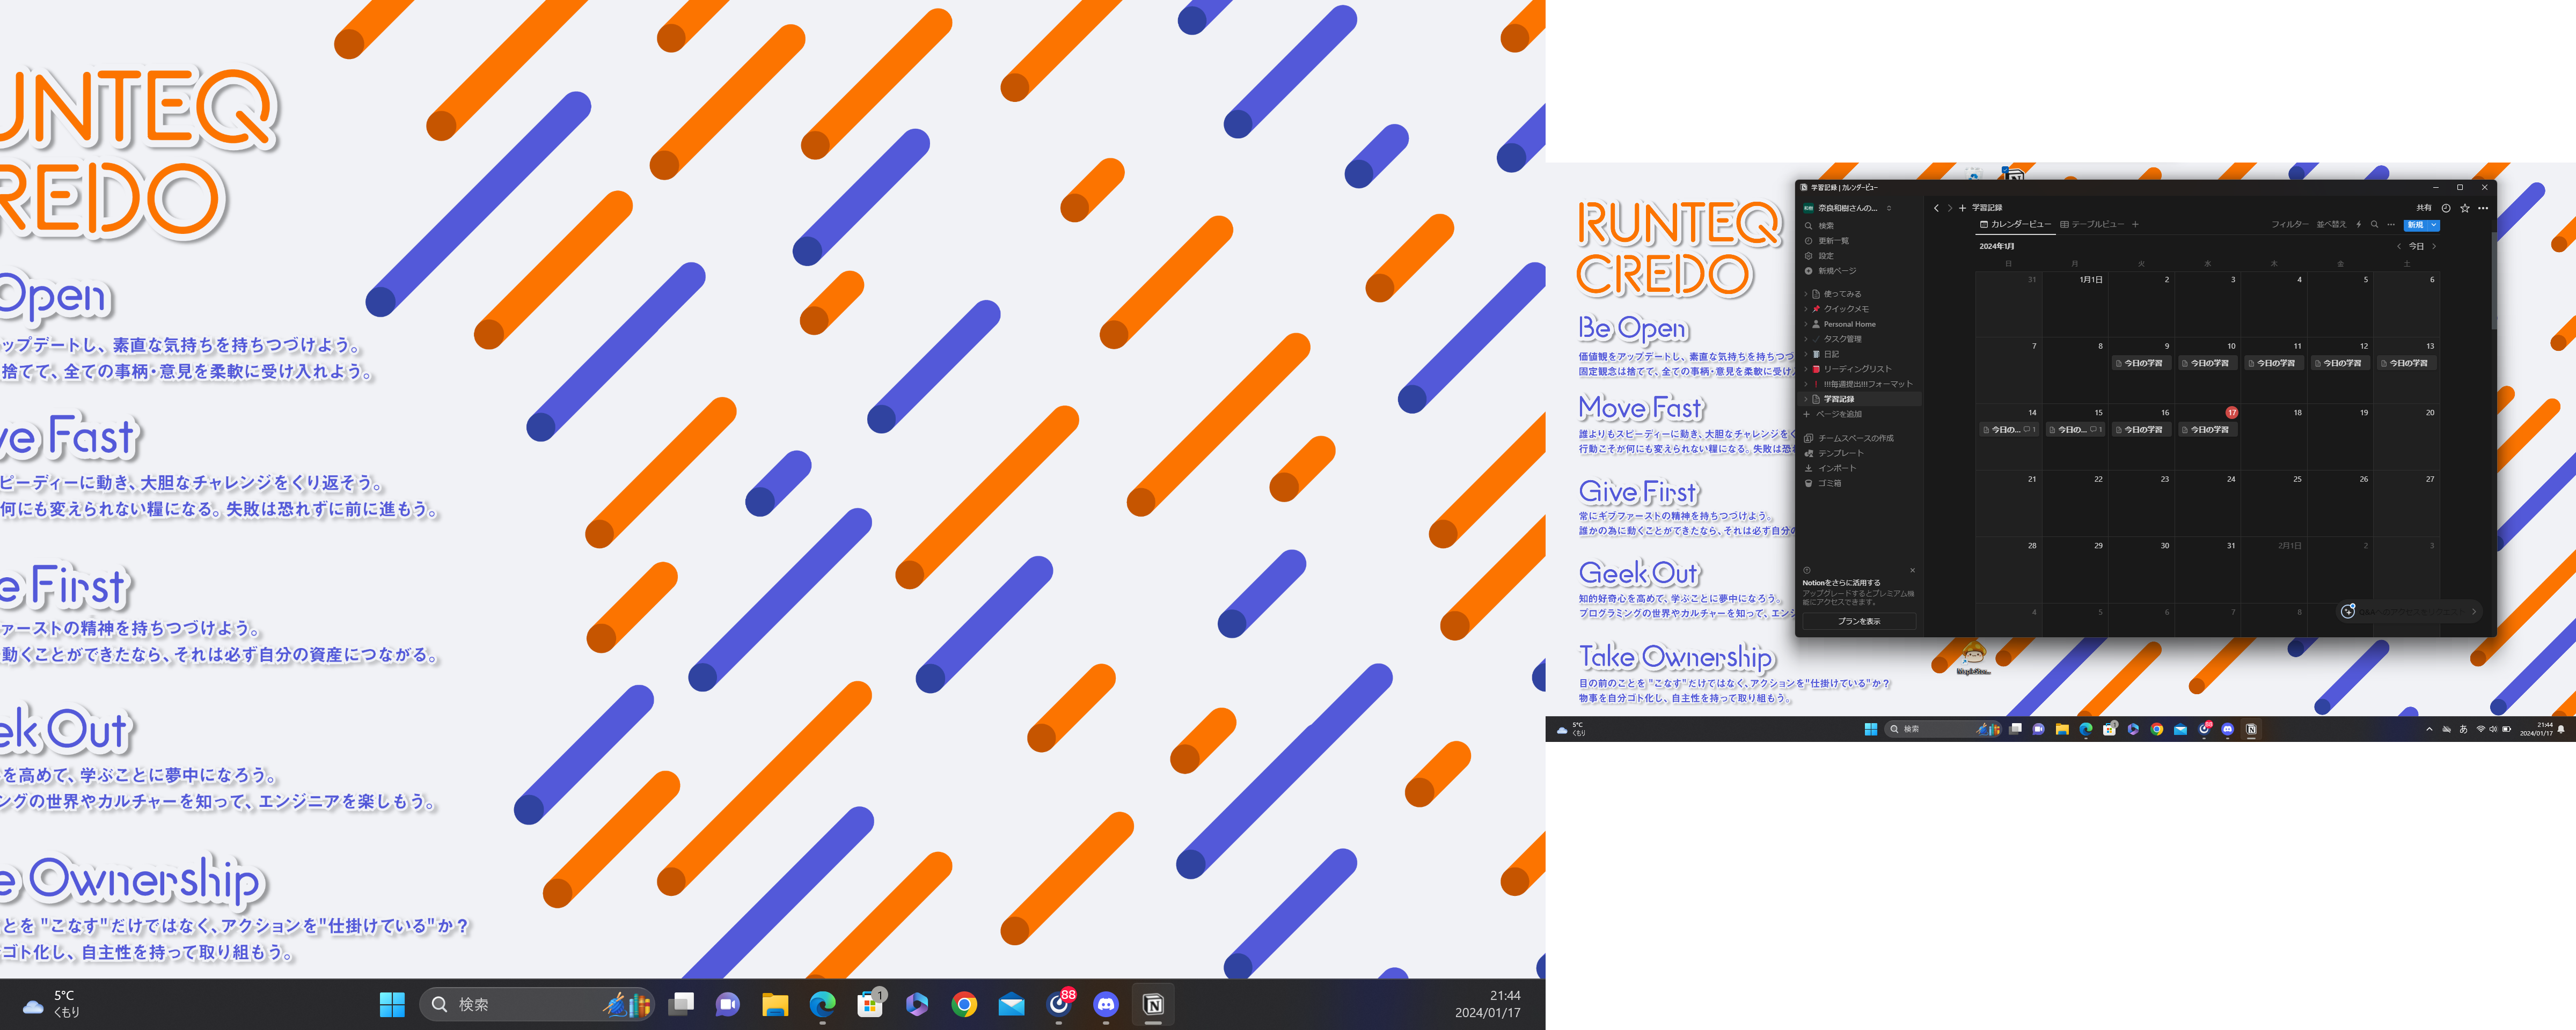 UNTEQ
REDO
Open
ップデートし、素直な気持ちを持ちつづけよう。
捨てて、全ての事柄・意見を柔軟に受け入れよう。
ve Fast
ピーディーに動き、大胆なチャレンジをくり返そう。
何にも変えられない糧になる。失敗は恐れずに前に進もう。
e First
ァーストの精神を持ちつづけよう。
動くことができたなら、それは必ず自分の資産につながる。
ek Out
を高めて、学ぶことに夢中になろう。
ングの世界やカルチャーを知って、エンジニアを楽しもう。
e Ownership
とを "こなす"だけではなく、アクションを"仕掛けている"か？
ゴト化し、自主性を持って取り組もう。
5°C
くもり
検索
1
88
21:44
2024/01/17
RUNTEQ
CREDO
Be Open
価値観をアップデートし、素直な気持ちを持ちつづ
固定観念は捨てて、全ての事柄・意見を柔軟に受け入
Move Fast
誰よりもスピーディーに動き、大胆なチャレンジをく
行動こそが何にも変えられない糧になる。失敗は恐れ
Give First
常にギブファーストの精神を持ちつづけよう。
誰かの為に動くことができたなら、それは必ず自分の
Geek Out
知的好奇心を高めて、学ぶことに夢中になろう。
プログラミングの世界やカルチャーを知って、エンジ
Take Ownership
目の前のことを "こなす"だけではなく、アクションを"仕掛けている"か？
物事を自分ゴト化し、自主性を持って取り組もう。
学習記録 | カレンダービュー
奈良和樹さんの...
検索
更新一覧
設定
新規ページ
使ってみる
クイックメモ
Personal Home
タスク管理
日記
リーディングリスト
!!!毎週提出!!!フォーマット
学習記録
ページを追加
チームスペースの作成
テンプレート
インポート
ゴミ箱
Notionをさらに活用する
アップグレードするとプレミアム機
能にアクセスできます。
プランを表示
学習記録
共有
カレンダービュー テーブルビュー
フィルター 並べ替え 新規
2024年1月
今日
日 月 火 水 木 金 土
31 1月1日 2 3 4 5 6
7 8 9 10 11 12 13
今日の学習 今日の学習 今日の学習 今日の学習 今日の学習
14 15 16 17 18 19 20
今日の... 1 今日の... 1 今日の学習 今日の学習
21 22 23 24 25 26 27
28 29 30 31 2月1日 2 3
4 5 6 7 8
5°C
くもり
検索
あ
21:44
2024/01/17